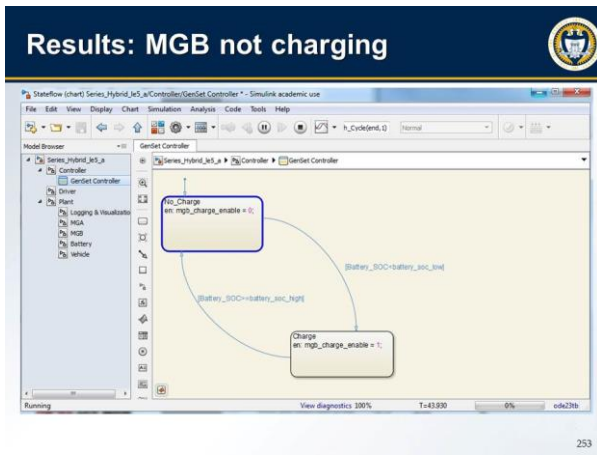 Results: MGB not charging
Stateflow (chart) Series_Hybrid_le5_a/Controller/GenSet Controller * - Simulink academic use
File Edit View Display Chart Simulation Analysis Code Tools Help
h_Cycle(end,1) Normal
Model Browser GenSet Controller
Series_Hybrid_le5_a Series_Hybrid_le5_a Controller GenSet Controller
Controller
GenSet Controller
Driver
Plant
Logging & Visualizatio
MGA
MGB
Battery
Vehicle
No_Charge
en: mgb_charge_enable = 0;
[Battery_SOC<battery_soc_low]
[Battery_SOC>=battery_soc_high]
Charge
en: mgb_charge_enable = 1;
Running View diagnostics 100% T=43.930 0% ode23tb
253